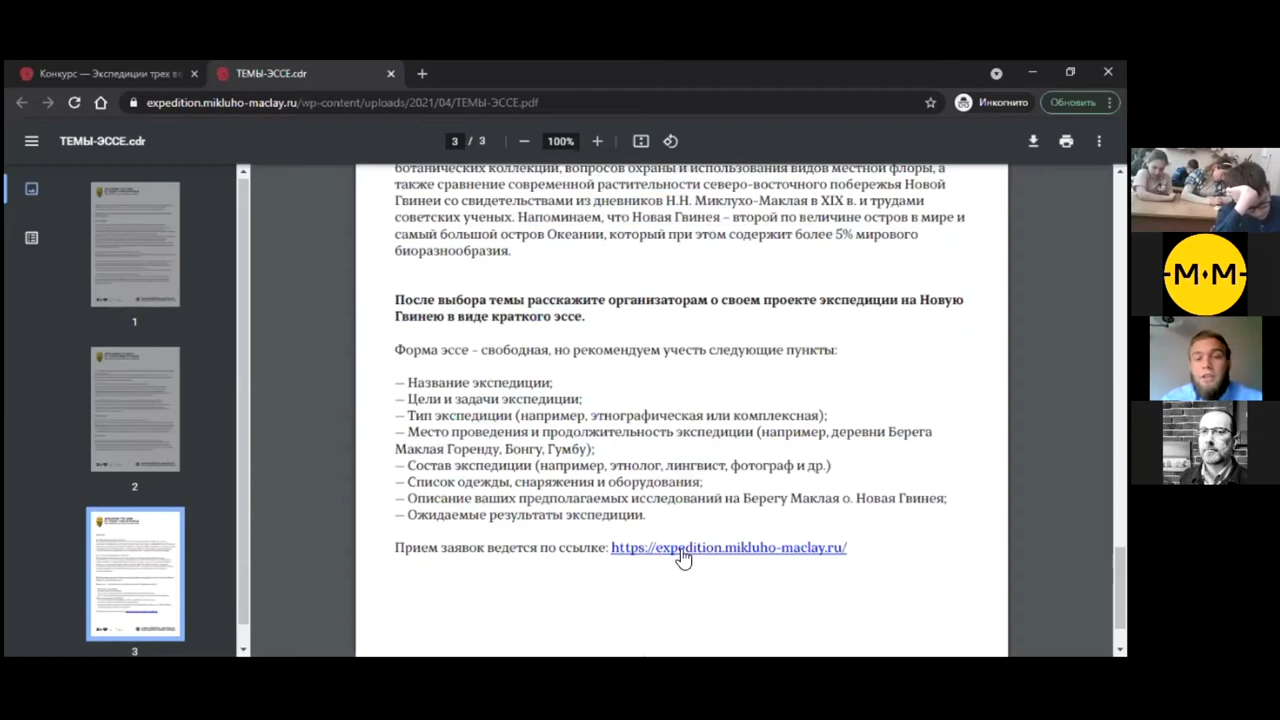 Конкурс — Экспедиции трех ве
ТЕМЫ-ЭССЕ.cdr
expedition.mikluho-maclay.ru/wp-content/uploads/2021/04/ТЕМЫ-ЭССЕ.pdf
Инкогнито
Обновить
ТЕМЫ-ЭССЕ.cdr
3 / 3
100%
ботанических коллекций, вопросов охраны и использования видов местной флоры, а
также сравнение современной растительности северо-восточного побережья Новой
Гвинеи со свидетельствами из дневников Н.Н. Миклухо-Маклая в XIX в. и трудами
советских ученых. Напоминаем, что Новая Гвинея – второй по величине остров в мире и
самый большой остров Океании, который при этом содержит более 5% мирового
биоразнообразия.
После выбора темы расскажите организаторам о своем проекте экспедиции на Новую
Гвинею в виде краткого эссе.
Форма эссе - свободная, но рекомендуем учесть следующие пункты:
— Название экспедиции;
— Цели и задачи экспедиции;
— Тип экспедиции (например, этнографическая или комплексная);
— Место проведения и продолжительность экспедиции (например, деревни Берега
Маклая Горенду, Бонгу, Гумбу);
— Состав экспедиции (например, этнолог, лингвист, фотограф и др.)
— Список одежды, снаряжения и оборудования;
— Описание ваших предполагаемых исследований на Берегу Маклая о. Новая Гвинея;
— Ожидаемые результаты экспедиции.
Прием заявок ведется по ссылке: https://expedition.mikluho-maclay.ru/
1
2
3
М М